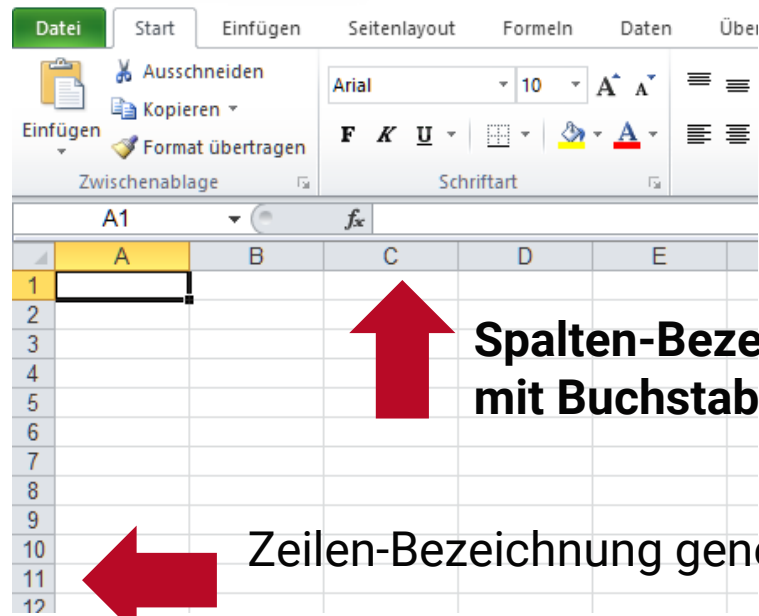 Datei Start Einfügen Seitenlayout Formeln Daten
Ausschneiden
Kopieren
Einfügen
Format übertragen
Arial 10 A A
F K U A
Zwischenablage Schriftart
A1 fx
A B C D E
1
2
3 Spalten-Beze
4
5 mit Buchstab
6
7
8
9
10 Zeilen-Bezeichnung gen
11
12